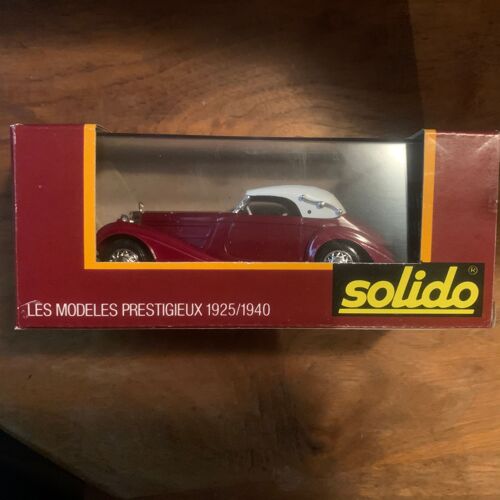 LES MODELES PRESTIGIEUX 1925/1940
solido®